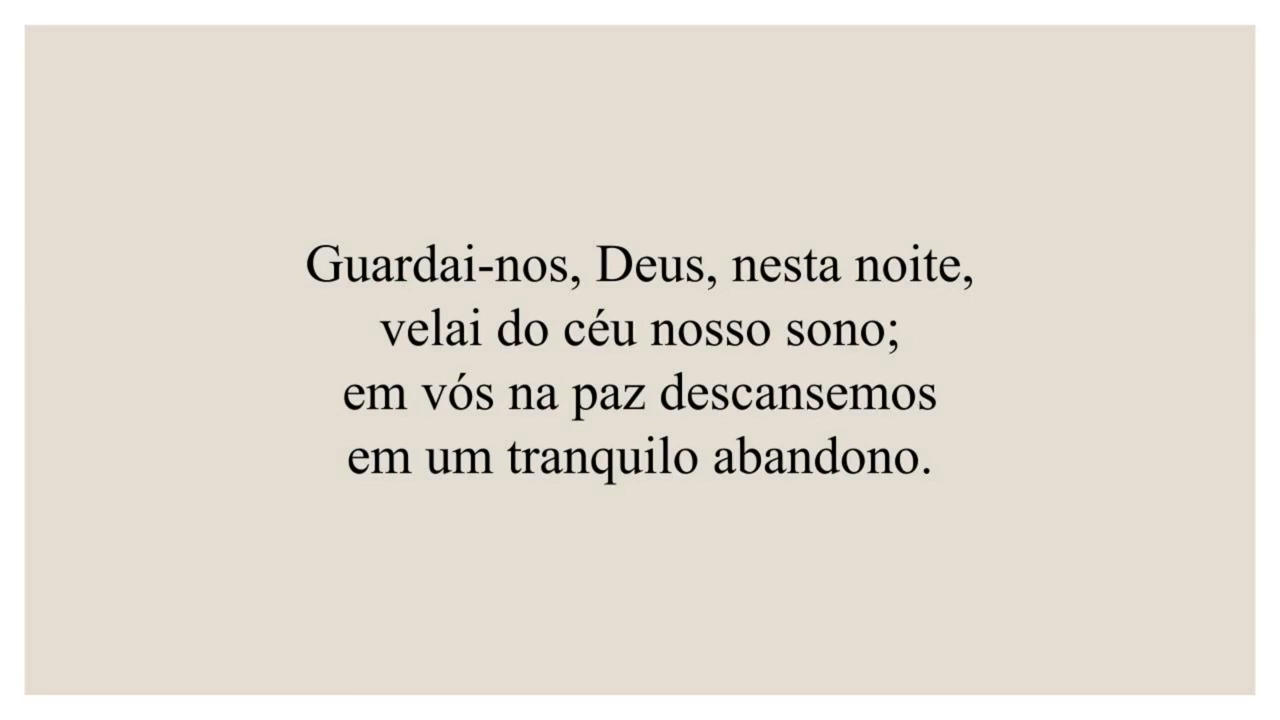 Guardai-nos, Deus, nesta noite,
velai do céu nosso sono;
em vós na paz descansemos
em um tranquilo abandono.